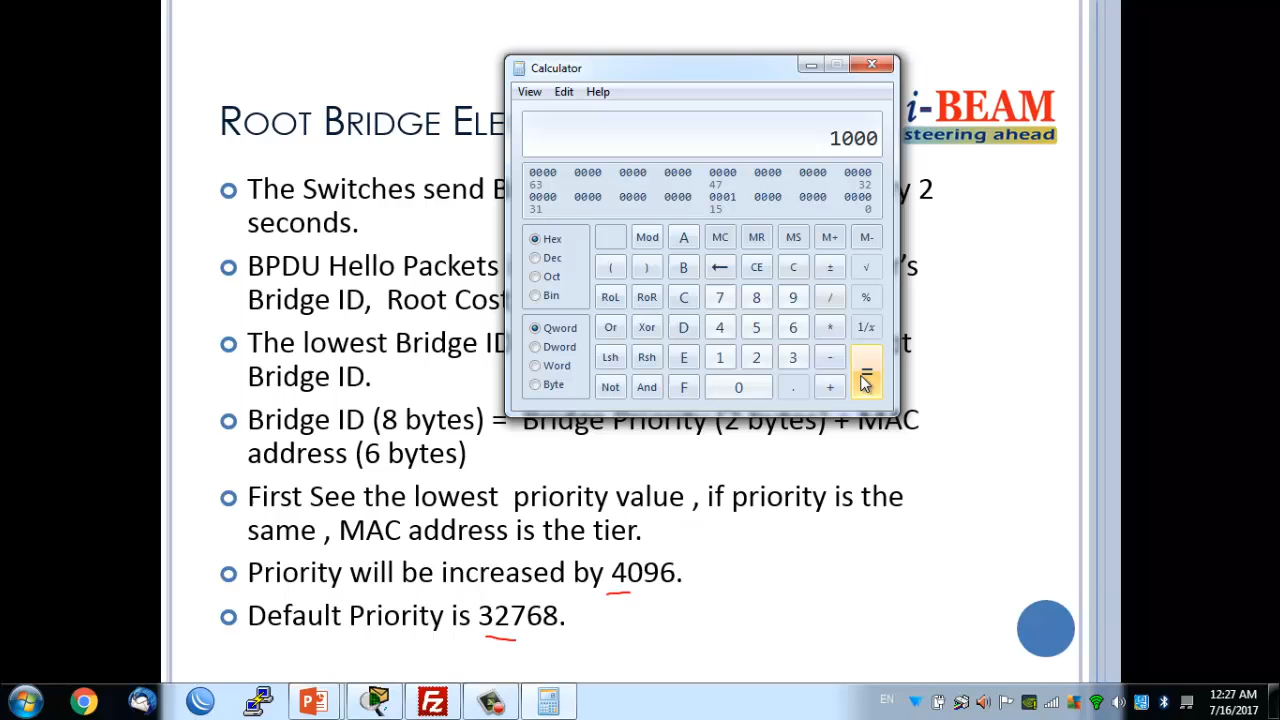 Calculator
View Edit Help
ROOT BRIDGE ELE
i-BEAM
steering ahead
1000
0000 0000 0000 0000 0000 0000 0000 0000
63 47 32
0000 0000 0000 0000 0001 0000 0000 0000
31 15 0
Hex
Dec
Oct
Bin
Qword
Dword
Word
Byte
Mod A MC MR MS M+ M-
( ) B ← CE C ± √
RoL RoR C 7 8 9 / %
Or Xor D 4 5 6 * 1/x
Lsh Rsh E 1 2 3 - =
Not And F 0 . +
The Switches send B y 2
seconds.
BPDU Hello Packets 's
Bridge ID, Root Cos
The lowest Bridge ID t
Bridge ID.
Bridge ID (8 bytes) = Bridge Priority (2 bytes) + MAC
address (6 bytes)
First See the lowest priority value , if priority is the
same , MAC address is the tier.
Priority will be increased by 4096.
Default Priority is 32768.
EN
12:27 AM
7/16/2017